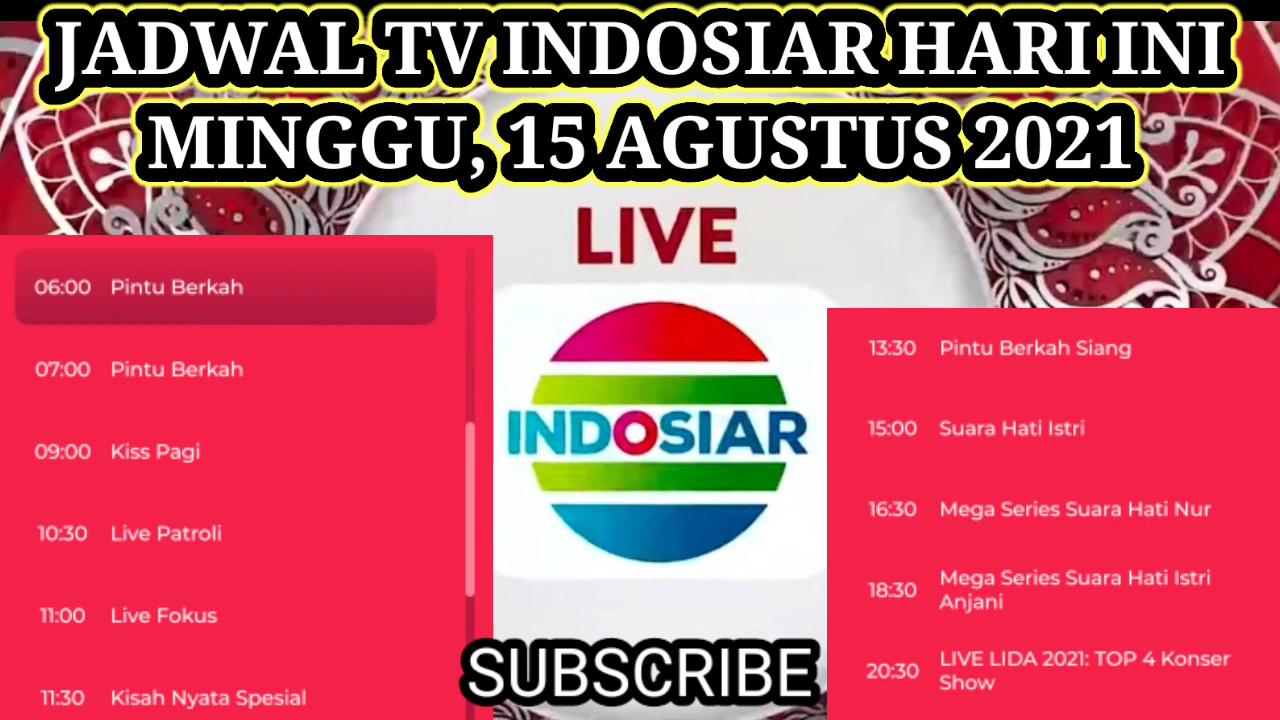 JADWAL TV INDOSIAR HARI INI
MINGGU, 15 AGUSTUS 2021
LIVE
INDOSIAR
06:00 Pintu Berkah
07:00 Pintu Berkah
09:00 Kiss Pagi
10:30 Live Patroli
11:00 Live Fokus
11:30 Kisah Nyata Spesial
13:30 Pintu Berkah Siang
15:00 Suara Hati Istri
16:30 Mega Series Suara Hati Nur
18:30 Mega Series Suara Hati Istri
Anjani
20:30 LIVE LIDA 2021: TOP 4 Konser
Show
SUBSCRIBE